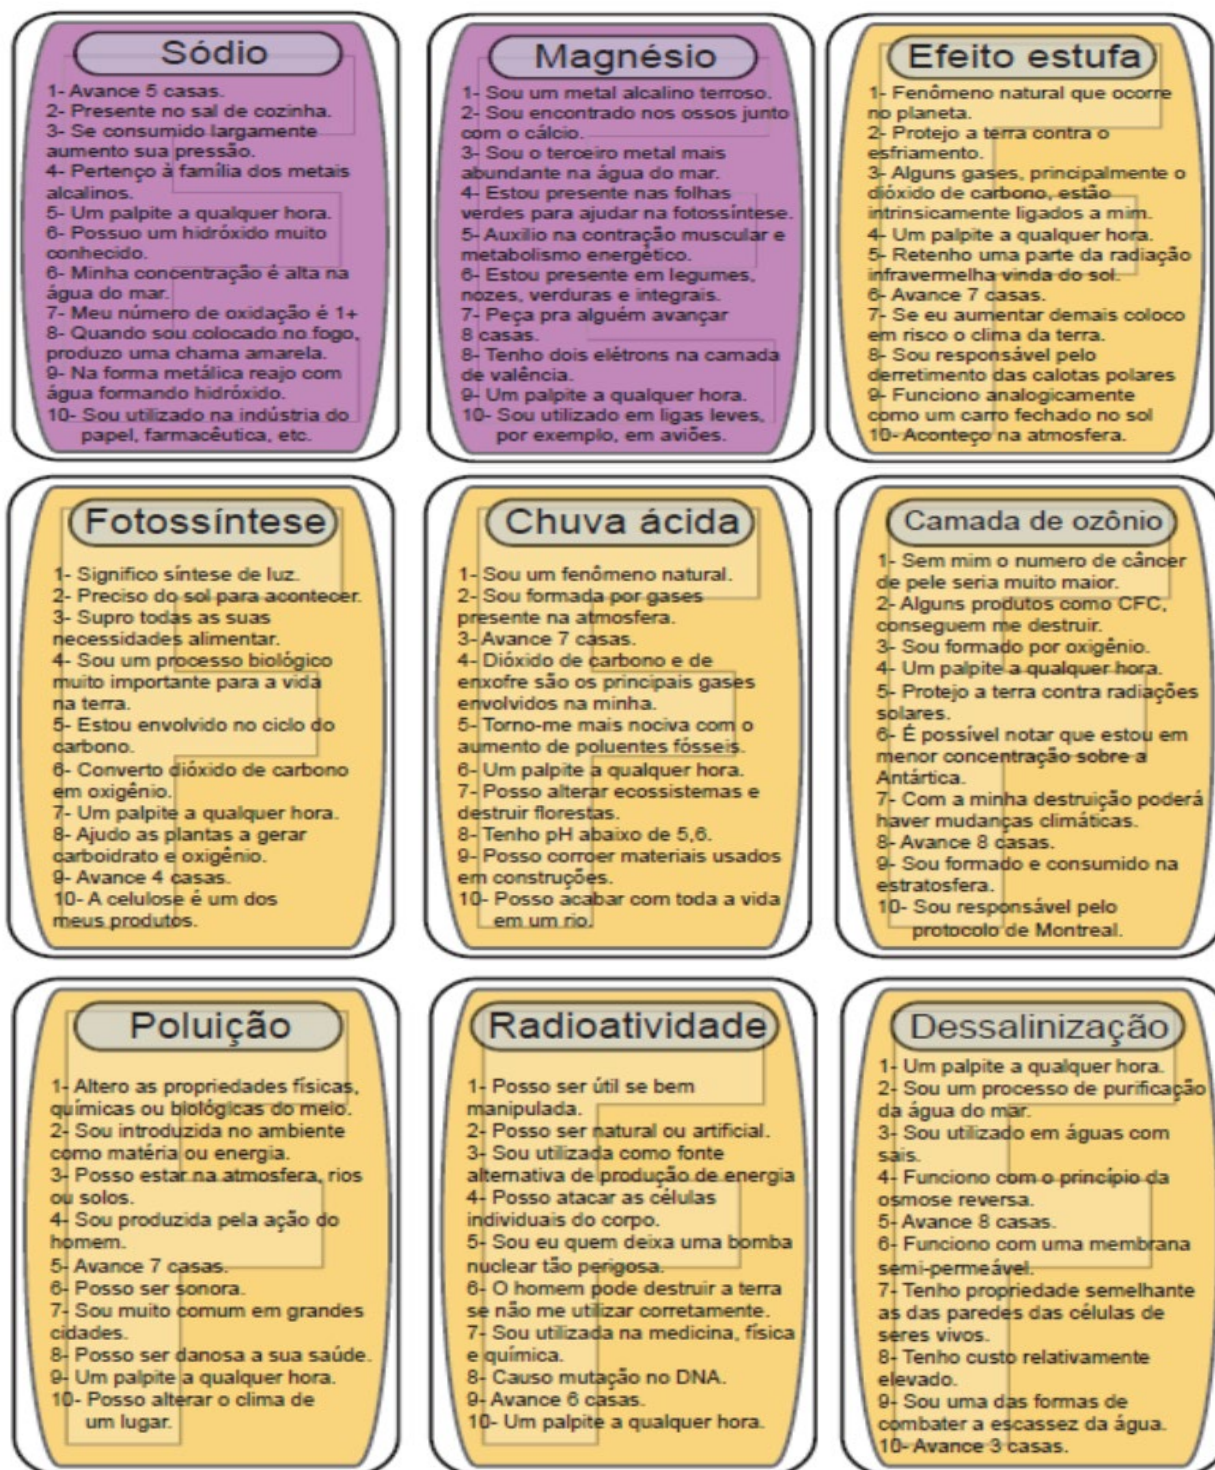 Sódio
1- Avance 5 casas.
2- Presente no sal de cozinha.
3- Se consumido largamente
aumento sua pressão.
4- Pertenço à família dos metais
alcalinos.
5- Um palpite a qualquer hora.
6- Possuo um hidróxido muito
conhecido.
6- Minha concentração é alta na
água do mar.
7- Meu número de oxidação é 1+
8- Quando sou colocado no fogo,
produzo uma chama amarela.
9- Na forma metálica reajo com
água formando hidróxido.
10- Sou utilizado na indústria do
papel, farmacêutica, etc.
Magnésio
1- Sou um metal alcalino terroso.
2- Sou encontrado nos ossos junto
com o cálcio.
3- Sou o terceiro metal mais
abundante na água do mar.
4- Estou presente nas folhas
verdes para ajudar na fotossíntese.
5- Auxilio na contração muscular e
metabolismo energético.
6- Estou presente em legumes,
nozes, verduras e integrais.
7- Peça pra alguém avançar
8 casas.
8- Tenho dois elétrons na camada
de valência.
9- Um palpite a qualquer hora.
10- Sou utilizado em ligas leves,
por exemplo, em aviões.
Efeito estufa
1- Fenômeno natural que ocorre
no planeta.
2- Protejo a terra contra o
esfriamento.
3- Alguns gases, principalmente o
dióxido de carbono, estão
intrinsicamente ligados a mim.
4- Um palpite a qualquer hora.
5- Retenho uma parte da radiação
infravermelha vinda do sol.
6- Avance 7 casas.
7- Se eu aumentar demais coloco
em risco o clima da terra.
8- Sou responsável pelo
derretimento das calotas polares
9- Funciono analogicamente
como um carro fechado no sol
10- Aconteço na atmosfera.
Fotossíntese
1- Significo síntese de luz.
2- Preciso do sol para acontecer.
3- Supro todas as suas
necessidades alimentar.
4- Sou um processo biológico
muito importante para a vida
na terra.
5- Estou envolvido no ciclo do
carbono.
6- Converto dióxido de carbono
em oxigênio.
7- Um palpite a qualquer hora.
8- Ajudo as plantas a gerar
carboidrato e oxigênio.
9- Avance 4 casas.
10- A celulose é um dos
meus produtos.
Chuva ácida
1- Sou um fenômeno natural.
2- Sou formada por gases
presente na atmosfera.
3- Avance 7 casas.
4- Dióxido de carbono e de
enxofre são os principais gases
envolvidos na minha.
5- Torno-me mais nociva com o
aumento de poluentes fósseis.
6- Um palpite a qualquer hora.
7- Posso alterar ecossistemas e
destruir florestas.
8- Tenho pH abaixo de 5,6.
9- Posso corroer materiais usados
em construções.
10- Posso acabar com toda a vida
em um rio.
Camada de ozônio
1- Sem mim o numero de câncer
de pele seria muito maior.
2- Alguns produtos como CFC,
conseguem me destruir.
3- Sou formado por oxigênio.
4- Um palpite a qualquer hora.
5- Protejo a terra contra radiações
solares.
6- É possível notar que estou em
menor concentração sobre a
Antártica.
7- Com a minha destruição poderá
haver mudanças climáticas.
8- Avance 8 casas.
9- Sou formado e consumido na
estratosfera.
10- Sou responsável pelo
protocolo de Montreal.
Poluição
1- Altero as propriedades físicas,
químicas ou biológicas do meio.
2- Sou introduzida no ambiente
como matéria ou energia.
3- Posso estar na atmosfera, rios
ou solos.
4- Sou produzida pela ação do
homem.
5- Avance 7 casas.
6- Posso ser sonora.
7- Sou muito comum em grandes
cidades.
8- Posso ser danosa a sua saúde.
9- Um palpite a qualquer hora.
10- Posso alterar o clima de
um lugar.
Radioatividade
1- Posso ser útil se bem
manipulada.
2- Posso ser natural ou artificial.
3- Sou utilizada como fonte
alternativa de produção de energia
4- Posso atacar as células
individuais do corpo.
5- Sou eu quem deixa uma bomba
nuclear tão perigosa.
6- O homem pode destruir a terra
se não me utilizar corretamente.
7- Sou utilizada na medicina, física
e química.
8- Causo mutação no DNA.
9- Avance 6 casas.
10- Um palpite a qualquer hora.
Dessalinização
1- Um palpite a qualquer hora.
2- Sou um processo de purificação
da água do mar.
3- Sou utilizado em águas com
sais.
4- Funciono com o princípio da
osmose reversa.
5- Avance 8 casas.
6- Funciono com uma membrana
semi-permeável.
7- Tenho propriedade semelhante
as das paredes das células de
seres vivos.
8- Tenho custo relativamente
elevado.
9- Sou uma das formas de
combater a escassez da água.
10- Avance 3 casas.